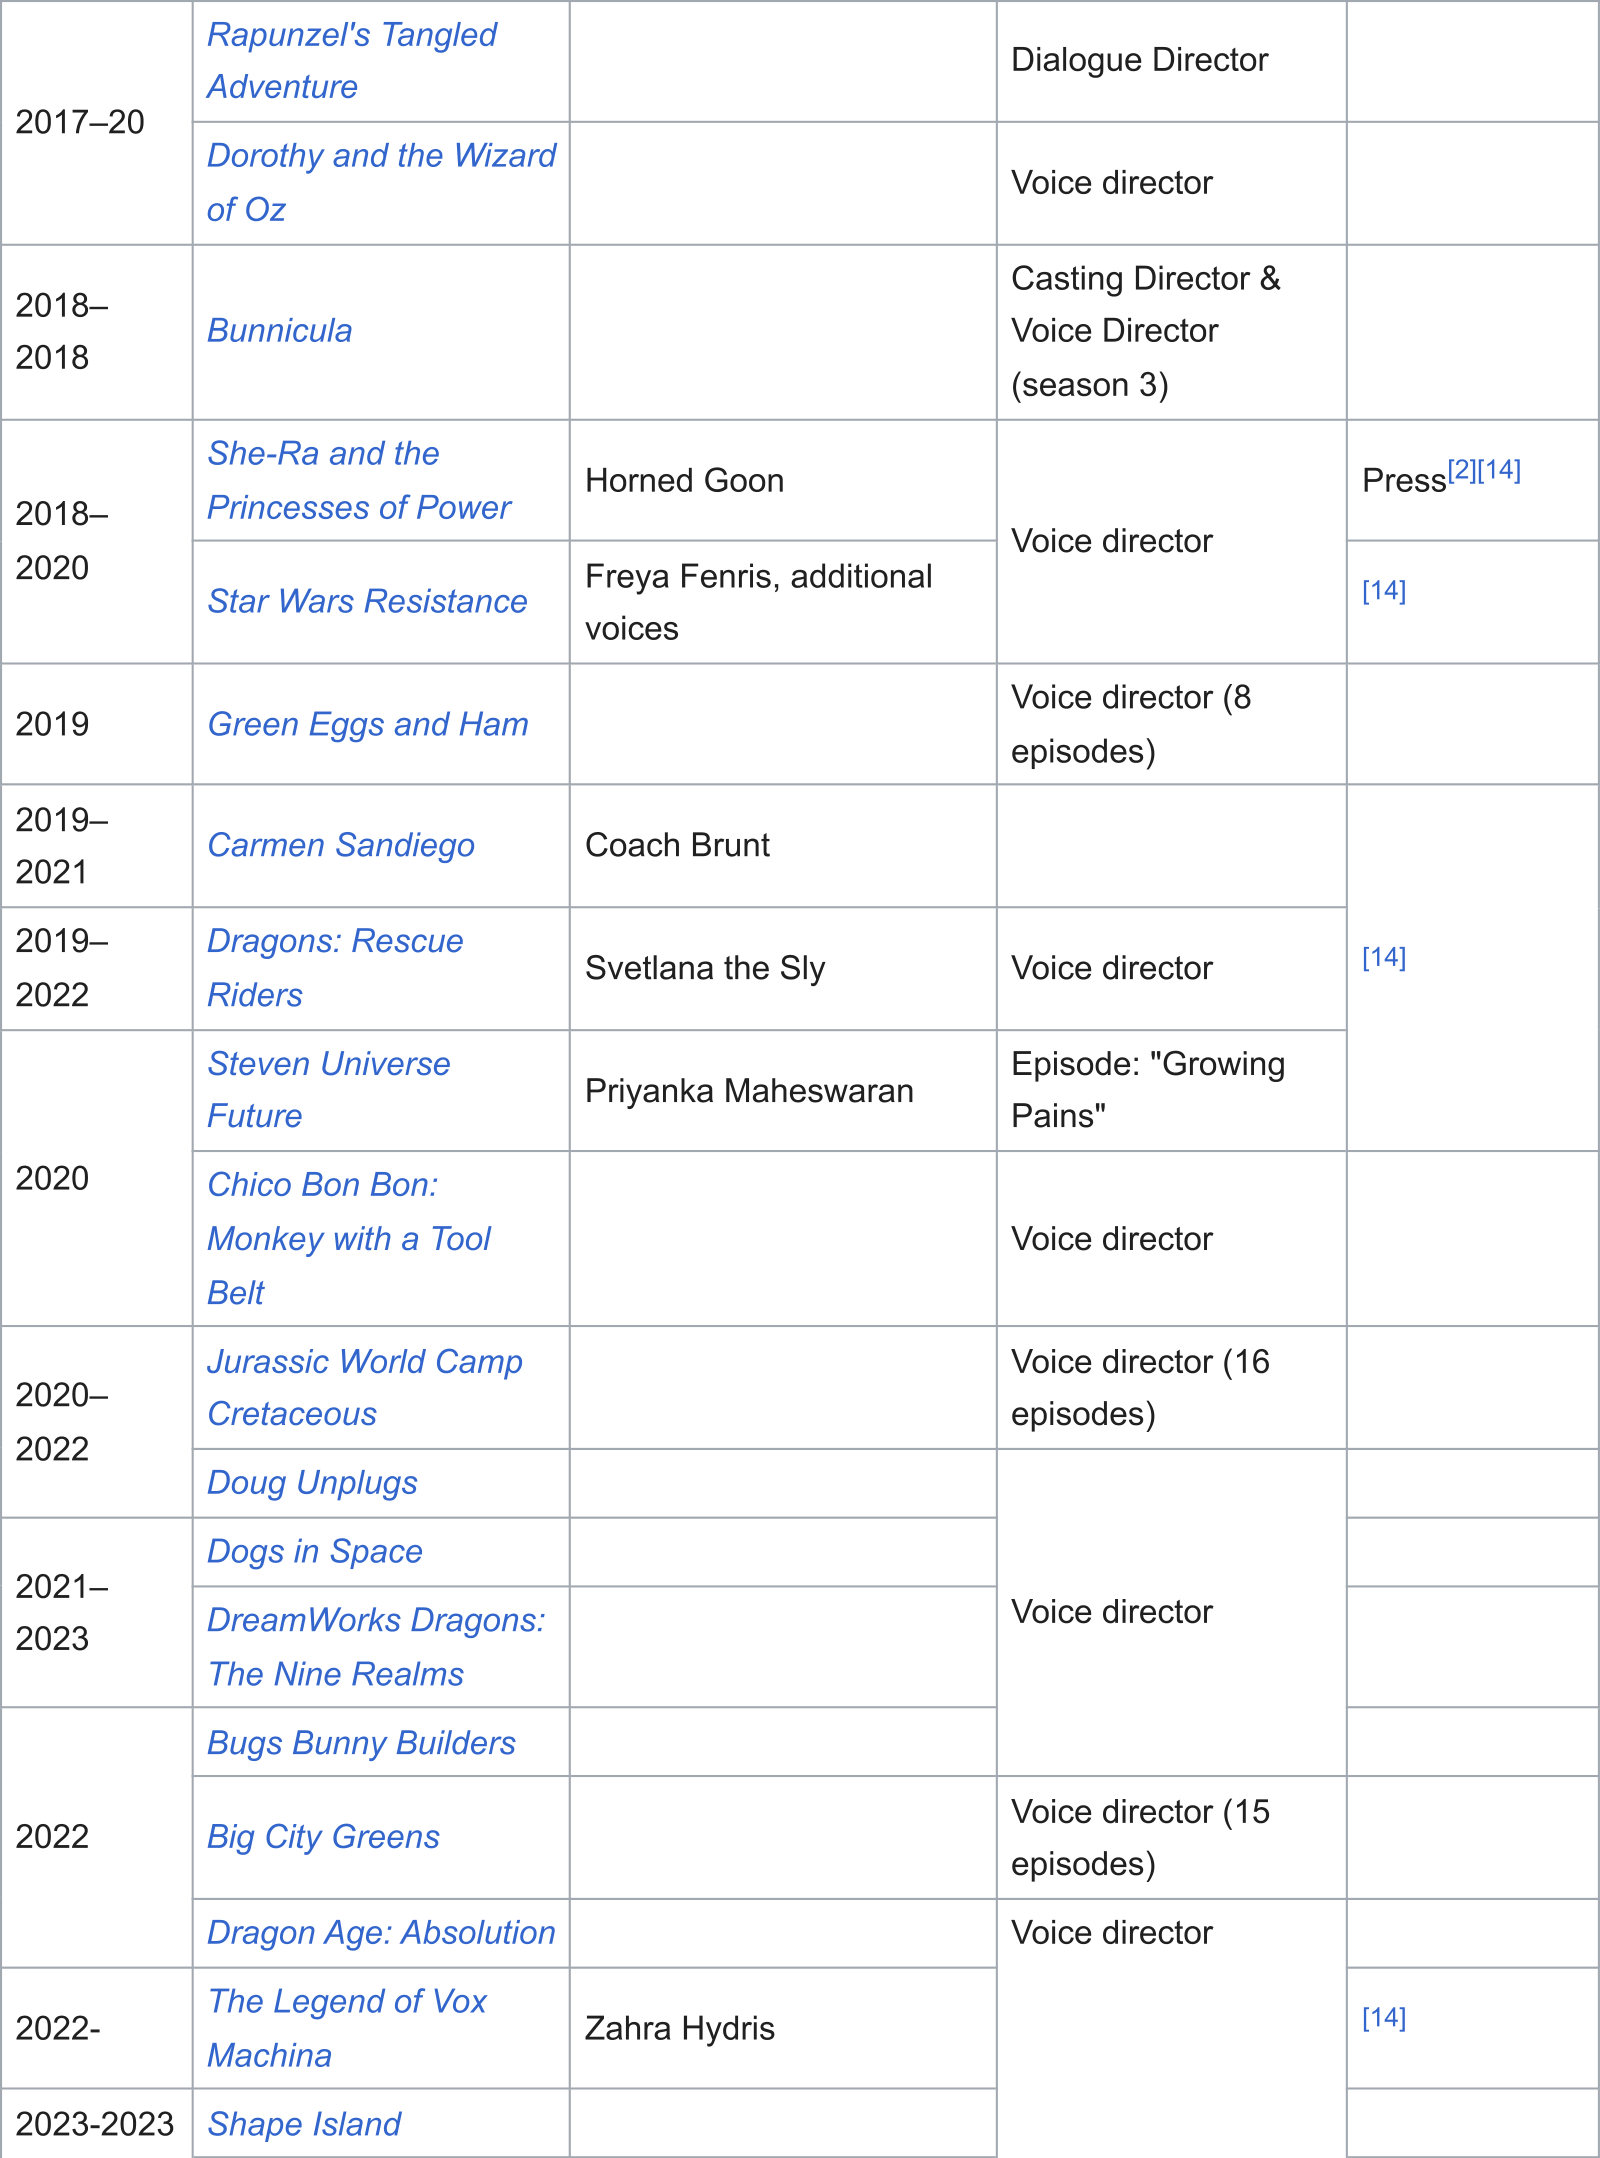 2017–20
Rapunzel's Tangled
Adventure
Dialogue Director
Dorothy and the Wizard
of Oz
Voice director
2018–
2018
Bunnicula
Casting Director &
Voice Director
(season 3)
2018–
2020
She-Ra and the
Princesses of Power
Horned Goon
Voice director
Press[2][14]
Star Wars Resistance
Freya Fenris, additional
voices
[14]
2019
Green Eggs and Ham
Voice director (8
episodes)
2019–
2021
Carmen Sandiego
Coach Brunt
[14]
2019–
2022
Dragons: Rescue
Riders
Svetlana the Sly
Voice director
2020
Steven Universe
Future
Priyanka Maheswaran
Episode: "Growing
Pains"
Chico Bon Bon:
Monkey with a Tool
Belt
Voice director
2020–
2022
Jurassic World Camp
Cretaceous
Voice director (16
episodes)
Doug Unplugs
Voice director
2021–
2023
Dogs in Space
DreamWorks Dragons:
The Nine Realms
2022
Bugs Bunny Builders
Big City Greens
Voice director (15
episodes)
Dragon Age: Absolution
Voice director
2022-
The Legend of Vox
Machina
Zahra Hydris
[14]
2023-2023
Shape Island